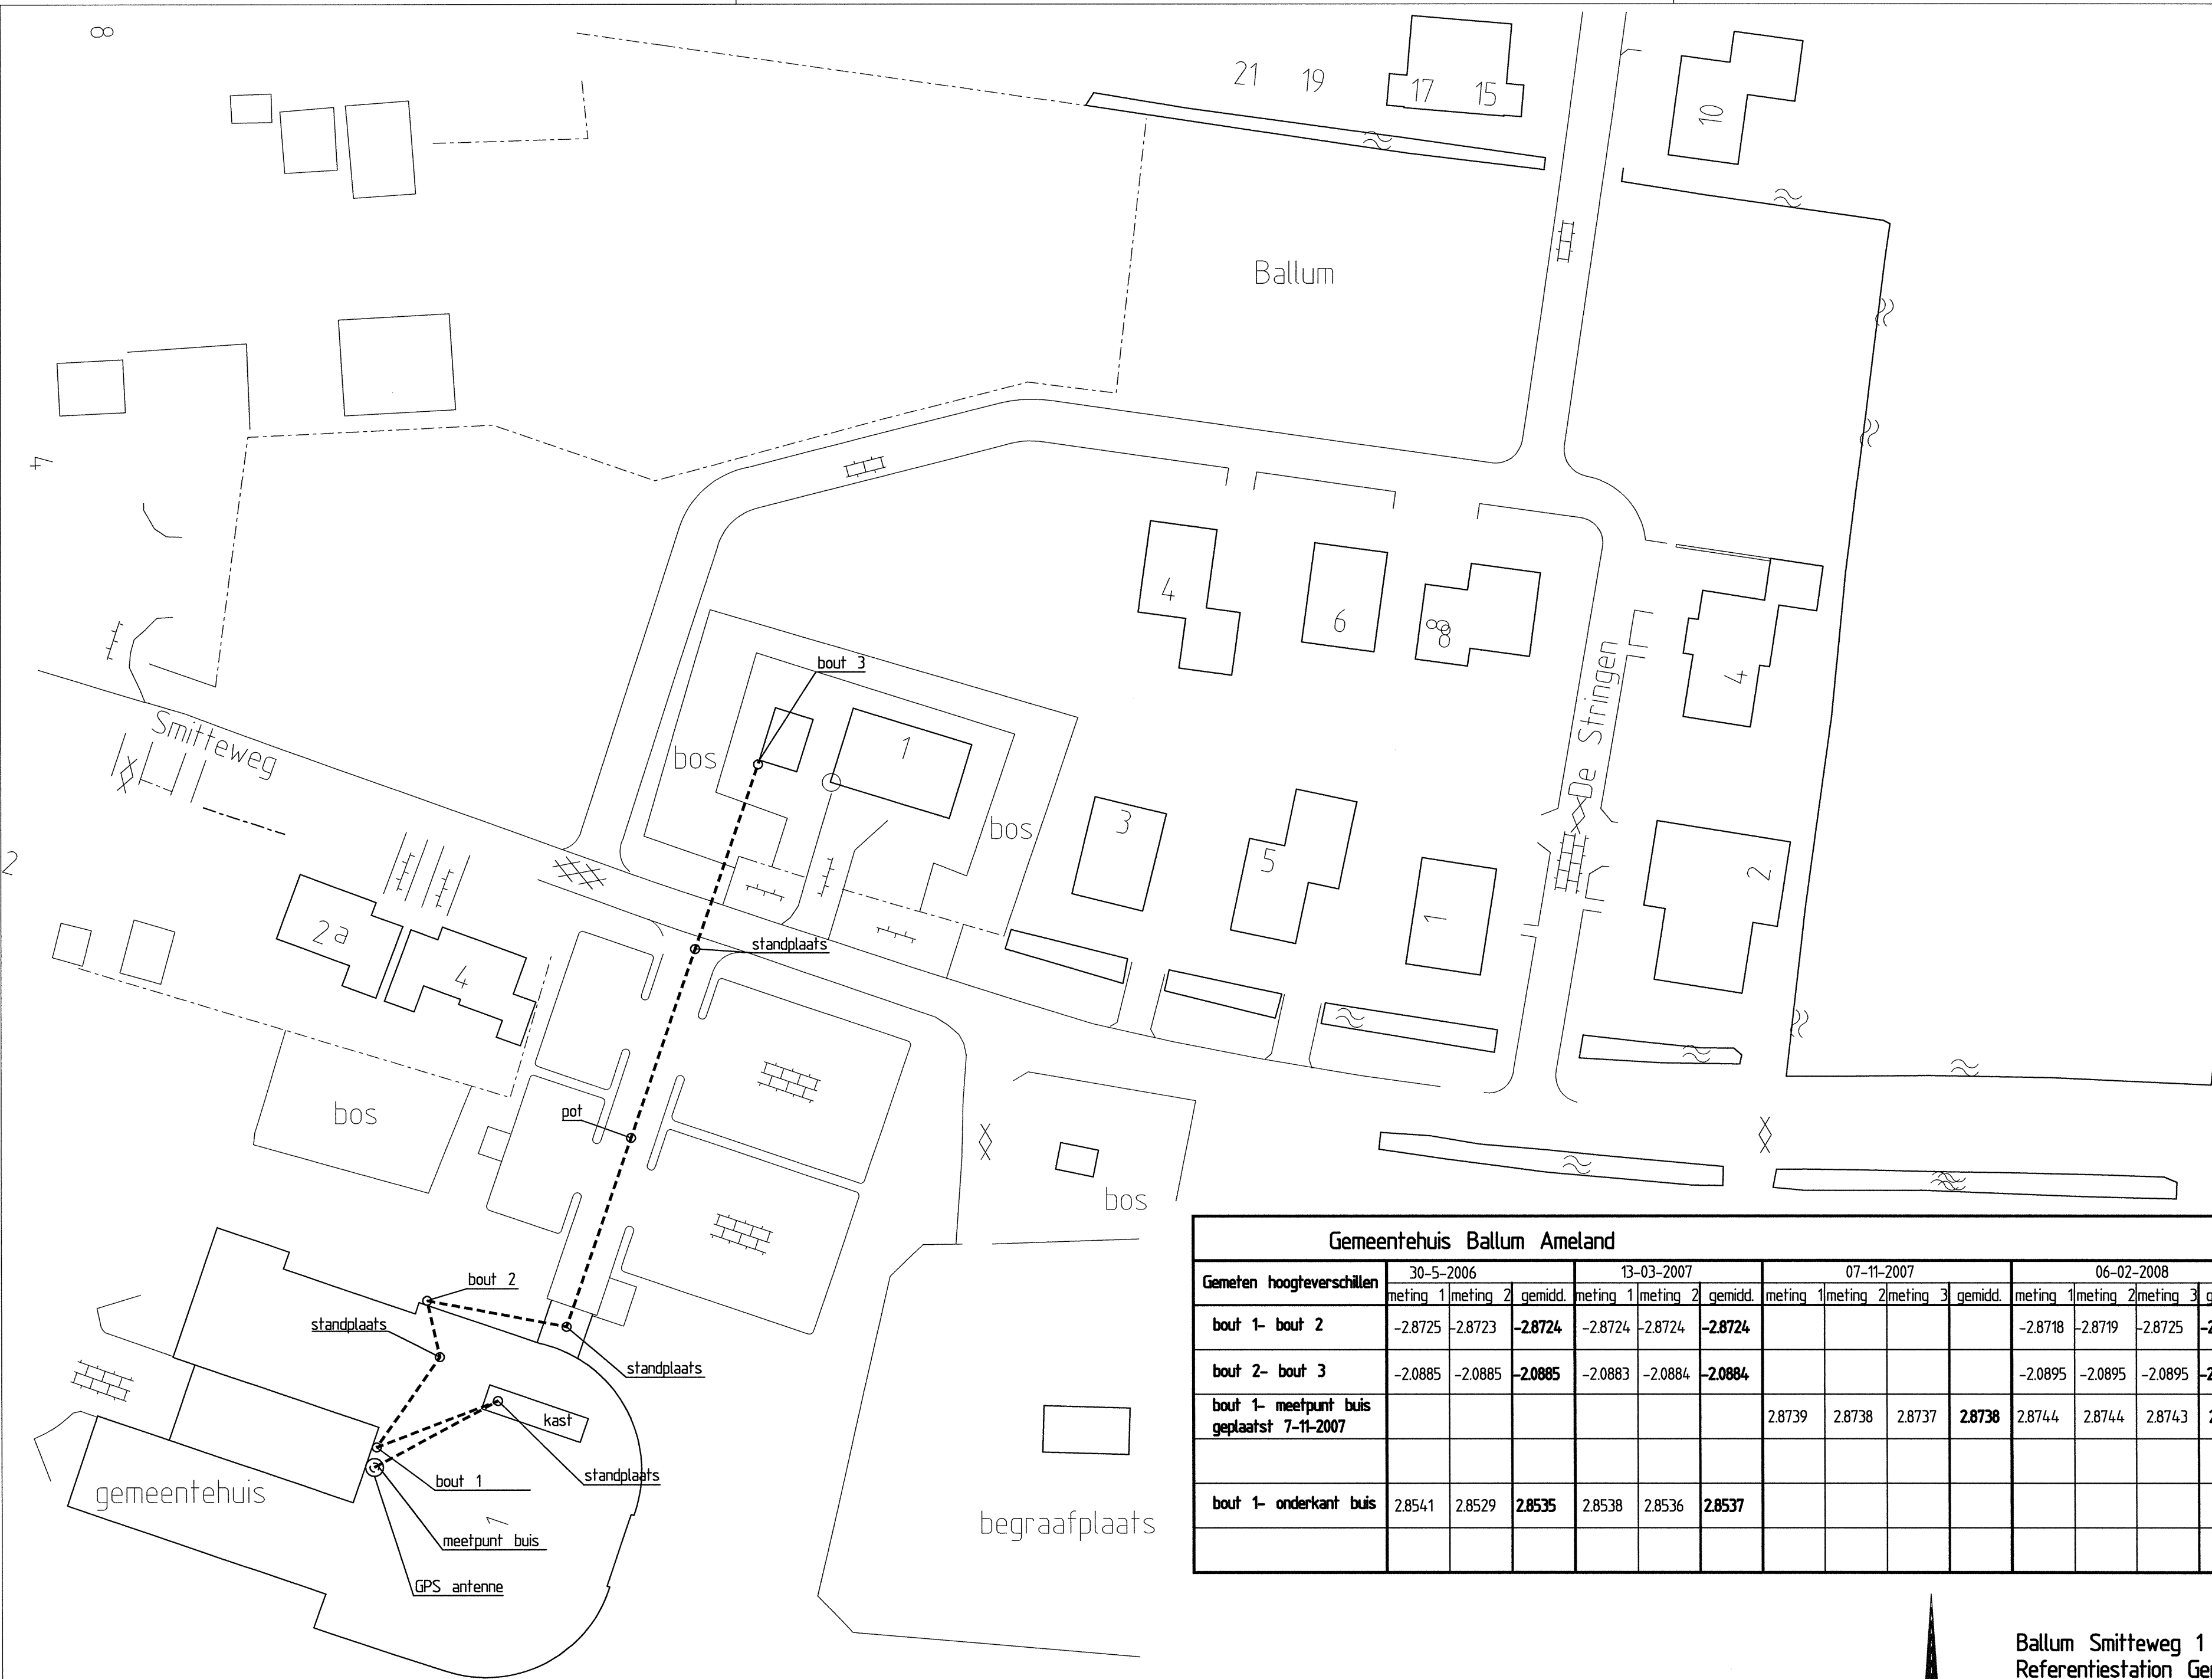 8
21 19 17 15
10
Ballum
7
4
6
8
8
4
De Stringen
bout 3
1
bos
bos
Smitteweg
3
5
1
2
2
2a
4
standplaats
bos
pot
bos
bout 2
standplaats
standplaats
kast
standplaats
bout 1
gemeentehuis
1
meetpunt buis
GPS antenne
begraafplaats
Gemeentehuis Ballum Ameland
Gemeten hoogteverschillen 30-5-2006 13-03-2007 07-11-2007 06-02-2008
meting 1 meting 2 gemidd. meting 1 meting 2 gemidd. meting 1 meting 2 meting 3 gemidd. meting 1 meting 2 meting 3
bout 1- bout 2 -2.8725 -2.8723 -2.8724 -2.8724 -2.8724 -2.8724 -2.8718 -2.8719 -2.8725
bout 2- bout 3 -2.0885 -2.0885 -2.0885 -2.0883 -2.0884 -2.0884 -2.0895 -2.0895 -2.0895
bout 1- meetpunt buis
geplaatst 7-11-2007 2.8739 2.8738 2.8737 2.8738 2.8744 2.8744 2.8743
bout 1- onderkant buis 2.8541 2.8529 2.8535 2.8538 2.8536 2.8537
Ballum Smitteweg 1
Referentiestation